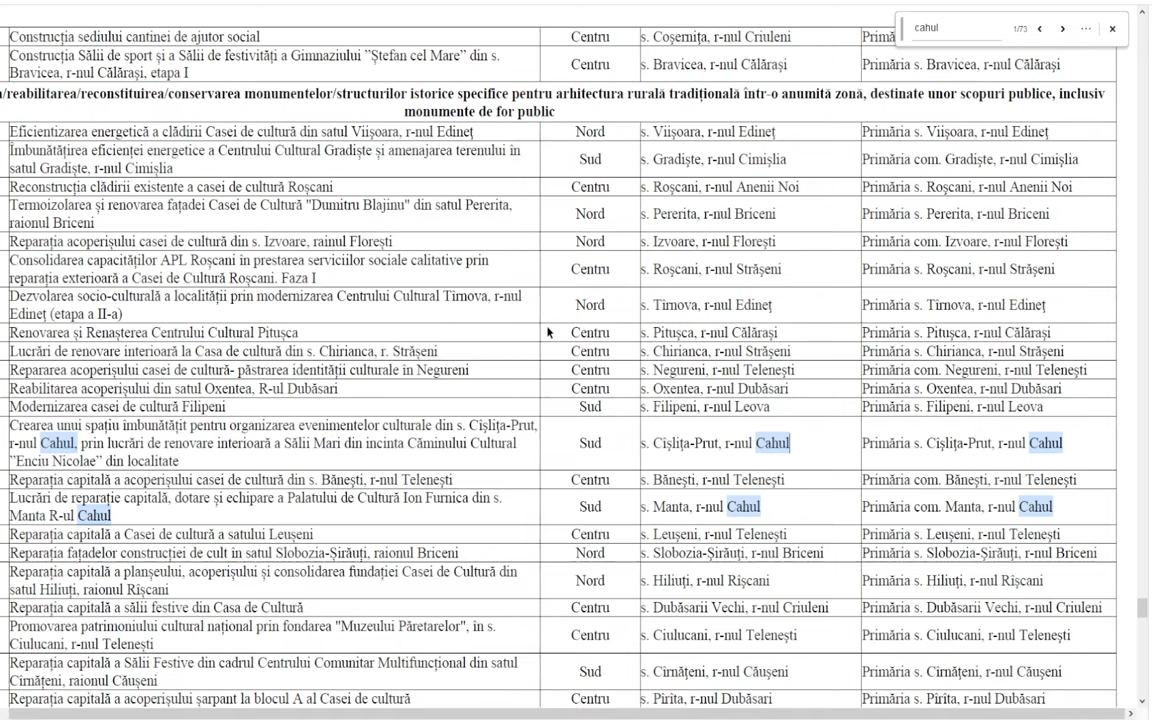 cahul
1/73
Construcția sediului cantinei de ajutor social Centru s. Coșernița, r-nul Criuleni Primă
Construcția Sălii de sport și a Sălii de festivități a Gimnaziului ”Ștefan cel Mare” din s.
Bravicea, r-nul Călărași, etapa I Centru s. Bravicea, r-nul Călărași Primăria s. Bravicea, r-nul Călărași
/reabilitarea/reconstituirea/conservarea monumentelor/structurilor istorice specifice pentru arhitectura rurală tradițională într-o anumită zonă, destinate unor scopuri publice, inclusiv
monumente de for public
Eficientizarea energetică a clădirii Casei de cultură din satul Viișoara, r-nul Edineț Nord s. Viișoara, r-nul Edineț Primăria s. Viișoara, r-nul Edineț
Îmbunătățirea eficienței energetice a Centrului Cultural Gradiște și amenajarea terenului în
satul Gradiște, r-nul Cimișlia Sud s. Gradiște, r-nul Cimișlia Primăria com. Gradiște, r-nul Cimișlia
Reconstrucția clădirii existente a casei de cultură Roșcani Centru s. Roșcani, r-nul Anenii Noi Primăria s. Roșcani, r-nul Anenii Noi
Termoizolarea și renovarea fațadei Casei de Cultură "Dumitru Blajinu" din satul Pererita,
raionul Briceni Nord s. Pererita, r-nul Briceni Primăria s. Pererita, r-nul Briceni
Reparația acoperișului casei de cultură din s. Izvoare, rainul Florești Nord s. Izvoare, r-nul Florești Primăria com. Izvoare, r-nul Florești
Consolidarea capacităților APL Roșcani în prestarea serviciilor sociale calitative prin
reparația exterioară a Casei de Cultură Roșcani. Faza I Centru s. Roșcani, r-nul Strășeni Primăria s. Roșcani, r-nul Strășeni
Dezvolarea socio-culturală a localității prin modernizarea Centrului Cultural Tîrnova, r-nul
Edineț (etapa a II-a) Nord s. Tîrnova, r-nul Edineț Primăria s. Tîrnova, r-nul Edineț
Renovarea și Renașterea Centrului Cultural Pitușca Centru s. Pitușca, r-nul Călărași Primăria s. Pitușca, r-nul Călărași
Lucrări de renovare interioară la Casa de cultură din s. Chirianca, r. Strășeni Centru s. Chirianca, r-nul Strășeni Primăria s. Chirianca, r-nul Strășeni
Repararea acoperișului casei de cultură- păstrarea identității culturale în Negureni Centru s. Negureni, r-nul Telenești Primăria com. Negureni, r-nul Telenești
Reabilitarea acoperișului din satul Oxentea, R-ul Dubăsari Centru s. Oxentea, r-nul Dubăsari Primăria s. Oxentea, r-nul Dubăsari
Modernizarea casei de cultură Filipeni Sud s. Filipeni, r-nul Leova Primăria s. Filipeni, r-nul Leova
Crearea unui spațiu îmbunătățit pentru organizarea evenimentelor culturale din s. Cîșlița-Prut,
r-nul Cahul, prin lucrări de renovare interioară a Sălii Mari din incinta Căminului Cultural Sud s. Cîșlița-Prut, r-nul Cahul Primăria s. Cîșlița-Prut, r-nul Cahul
”Enciu Nicolae” din localitate
Reparația capitală a acoperișului casei de cultură din s. Bănești, r-nul Telenești Centru s. Bănești, r-nul Telenești Primăria com. Bănești, r-nul Telenești
Lucrări de reparație capitală, dotare și echipare a Palatului de Cultură Ion Furnica din s.
Manta R-ul Cahul Sud s. Manta, r-nul Cahul Primăria com. Manta, r-nul Cahul
Reparația capitală a Casei de cultură a satului Leușeni Centru s. Leușeni, r-nul Telenești Primăria s. Leușeni, r-nul Telenești
Reparația fațadelor construcției de cult în satul Slobozia-Șirăuți, raionul Briceni Nord s. Slobozia-Șirăuți, r-nul Briceni Primăria s. Slobozia-Șirăuți, r-nul Briceni
Reparația capitală a planșeului, acoperișului și consolidarea fundației Casei de Cultură din
satul Hiliuți, raionul Rîșcani Nord s. Hiliuți, r-nul Rîșcani Primăria s. Hiliuți, r-nul Rîșcani
Reparația capitală a sălii festive din Casa de Cultură Centru s. Dubăsarii Vechi, r-nul Criuleni Primăria s. Dubăsarii Vechi, r-nul Criuleni
Promovarea patrimoniului cultural național prin fondarea "Muzeului Păretarelor", în s.
Ciulucani, r-nul Telenești Centru s. Ciulucani, r-nul Telenești Primăria s. Ciulucani, r-nul Telenești
Reparația capitală a Sălii Festive din cadrul Centrului Comunitar Multifuncțional din satul
Cîrnățeni, raionul Căușeni Sud s. Cîrnățeni, r-nul Căușeni Primăria s. Cîrnățeni, r-nul Căușeni
Reparația capitală a acoperișului șarpant la blocul A al Casei de cultură Centru s. Pîrîta, r-nul Dubăsari Primăria s. Pîrîta, r-nul Dubăsari